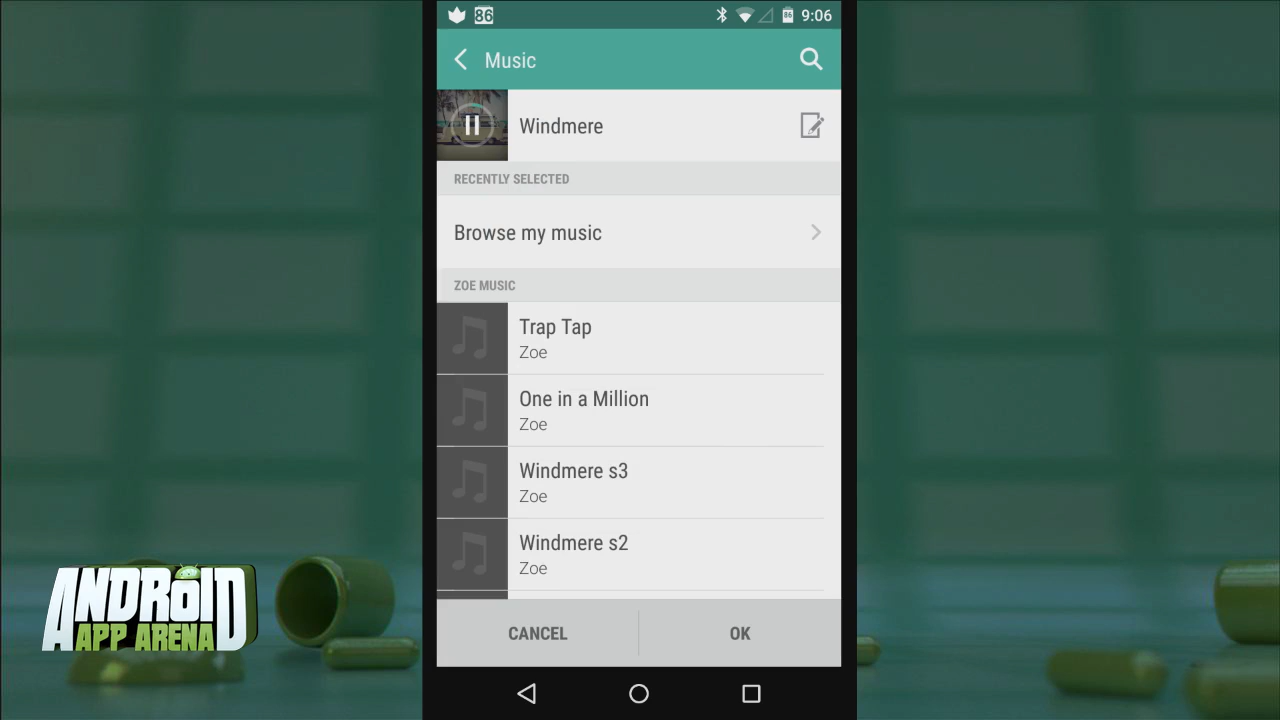 86
86
9:06
Music
Windmere
RECENTLY SELECTED
Browse my music
ZOE MUSIC
Trap Tap
Zoe
One in a Million
Zoe
Windmere s3
Zoe
Windmere s2
Zoe
CANCEL
OK
ANDROID
APP ARENA